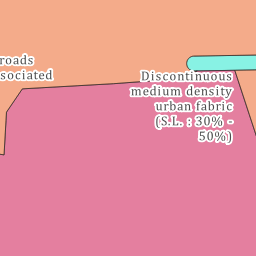 roads
sociated
Discontinuous
medium density
urban fabric
(S.L. : 30% -
50%)